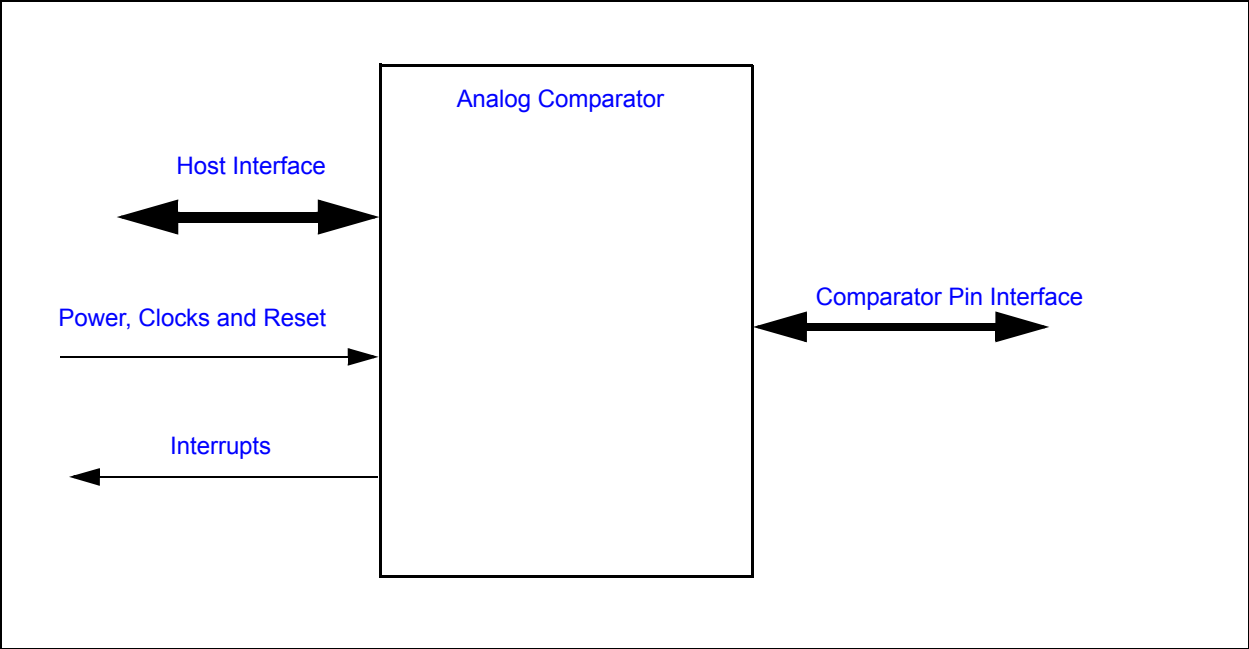 Analog Comparator
Host Interface
Comparator Pin Interface
Power, Clocks and Reset
Interrupts